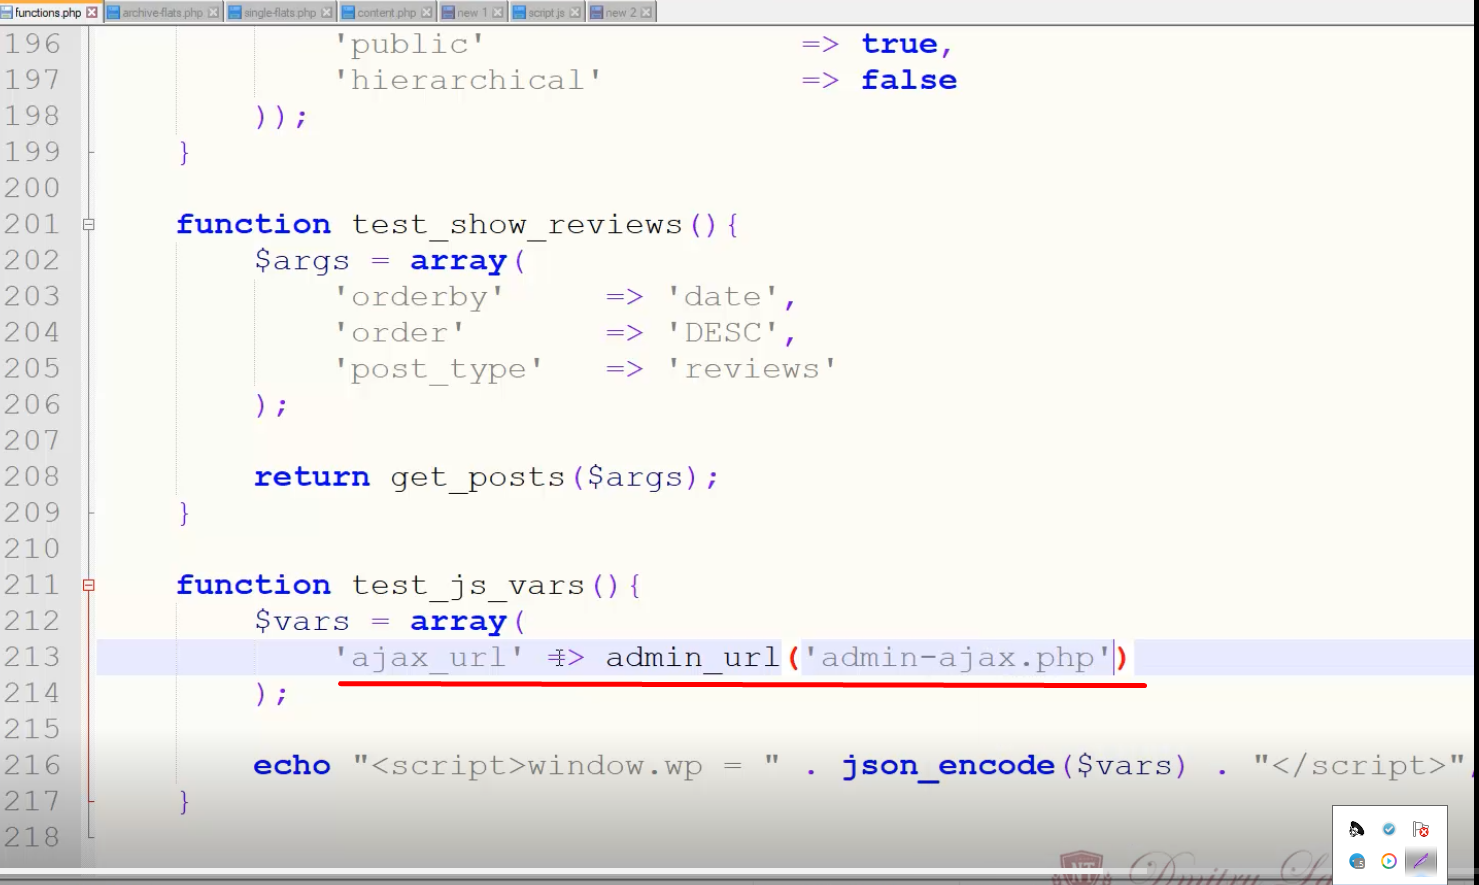 functions.php archive-flats.php single-flats.php content.php new 1 script.js new 2
196 'public' => true,
197 'hierarchical' => false
198 ));
199 }
200
201 function test_show_reviews(){
202 $args = array(
203 'orderby' => 'date',
204 'order' => 'DESC',
205 'post_type' => 'reviews'
206 );
207
208 return get_posts($args);
209 }
210
211 function test_js_vars(){
212 $vars = array(
213 'ajax_url' => admin_url('admin-ajax.php')
214 );
215
216 echo "<script>window.wp = " . json_encode($vars) . "</script>";
217 }
218
NT Dmitry